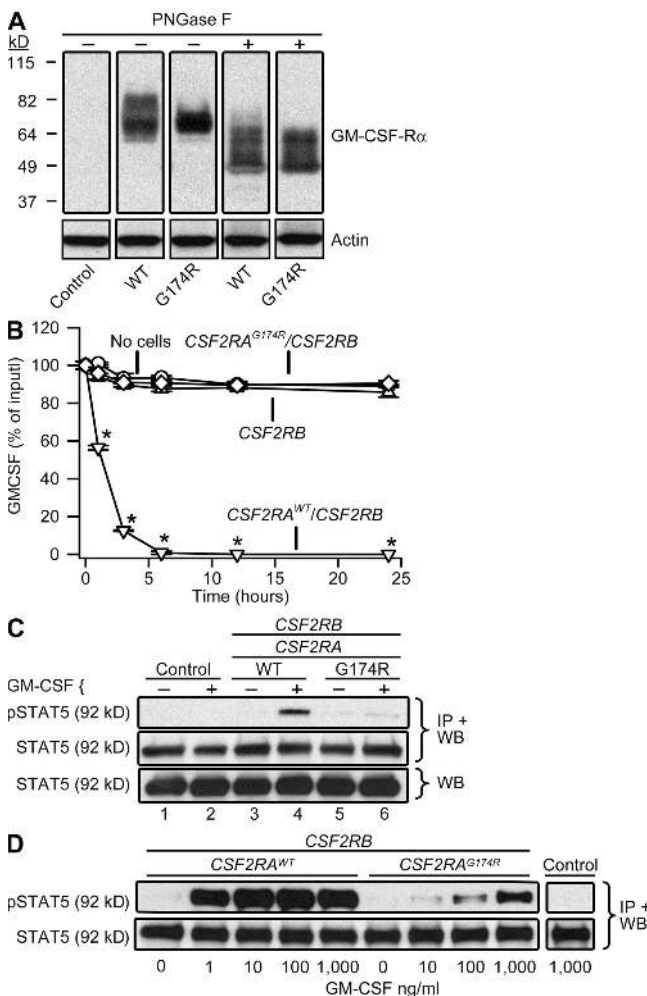 A
PNGase F
kD
− − − + +
115
82
64
49
37
GM-CSF-Rα
Actin
Control
WT
G174R
WT
G174R
B
GMCSF (% of input)
120
100
80
60
40
20
0
No cells
CSF2RA^G174R/CSF2RB
CSF2RB
CSF2RA^WT/CSF2RB
* * * * *
0 5 10 15 20 25
Time (hours)
C
CSF2RB
CSF2RA
Control WT G174R
GM-CSF { − + − + − +
pSTAT5 (92 kD)
STAT5 (92 kD)
IP +
WB
STAT5 (92 kD)
WB
1 2 3 4 5 6
D
CSF2RB
CSF2RA^WT CSF2RA^G174R Control
pSTAT5 (92 kD)
STAT5 (92 kD)
IP +
WB
0 1 10 100 1,000 0 10 100 1,000 1,000
GM-CSF ng/ml